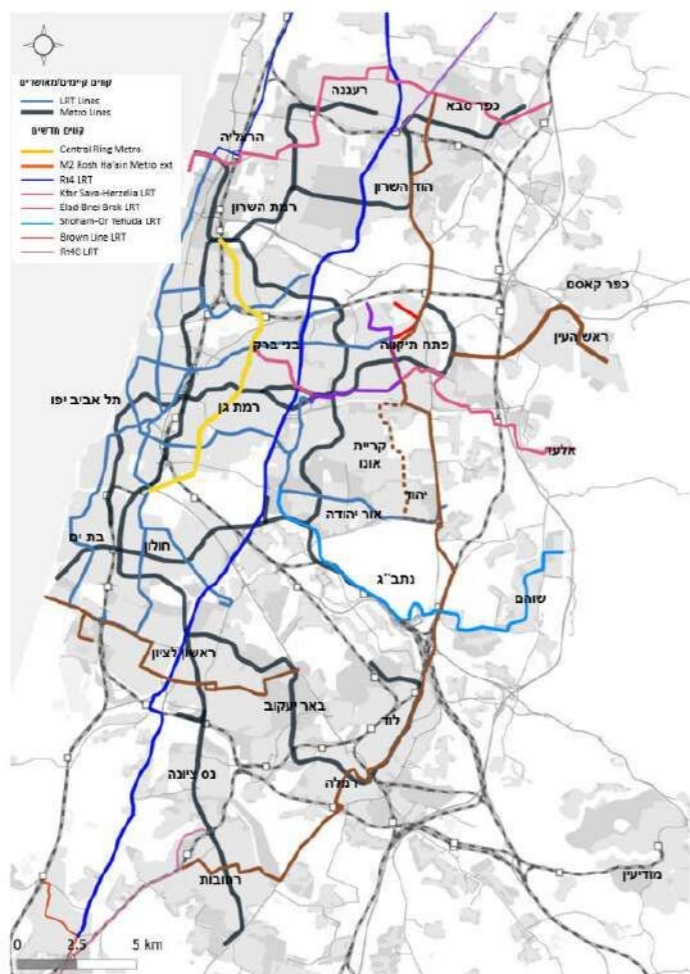 קווים קיימים/מאושרים
LRT Lines
Metro Lines
קווים חדשים
Central Ring Metro
M2 Rosh Ha'ain Metro ext
Rt4 LRT
Kfar Sava-Herzelia LRT
Elad-Bnei Brak LRT
Shoham-Or Yehuda LRT
Brown Line LRT
Rt40 LRT
רעננה
כפר סבא
הרצליה
הוד השרון
רמת השרון
כפר קאסם
ראש העין
פתח תיקווה
בני ברק
תל אביב יפו
רמת גן
אלעד
קריית
אונו
יהוד
אור יהודה
בת ים
חולון
נתב"ג
שוהם
ראשון לציון
באר יעקוב
לוד
נס ציונה
רמלה
מודיעין
רחובות
0 2.5 5 km